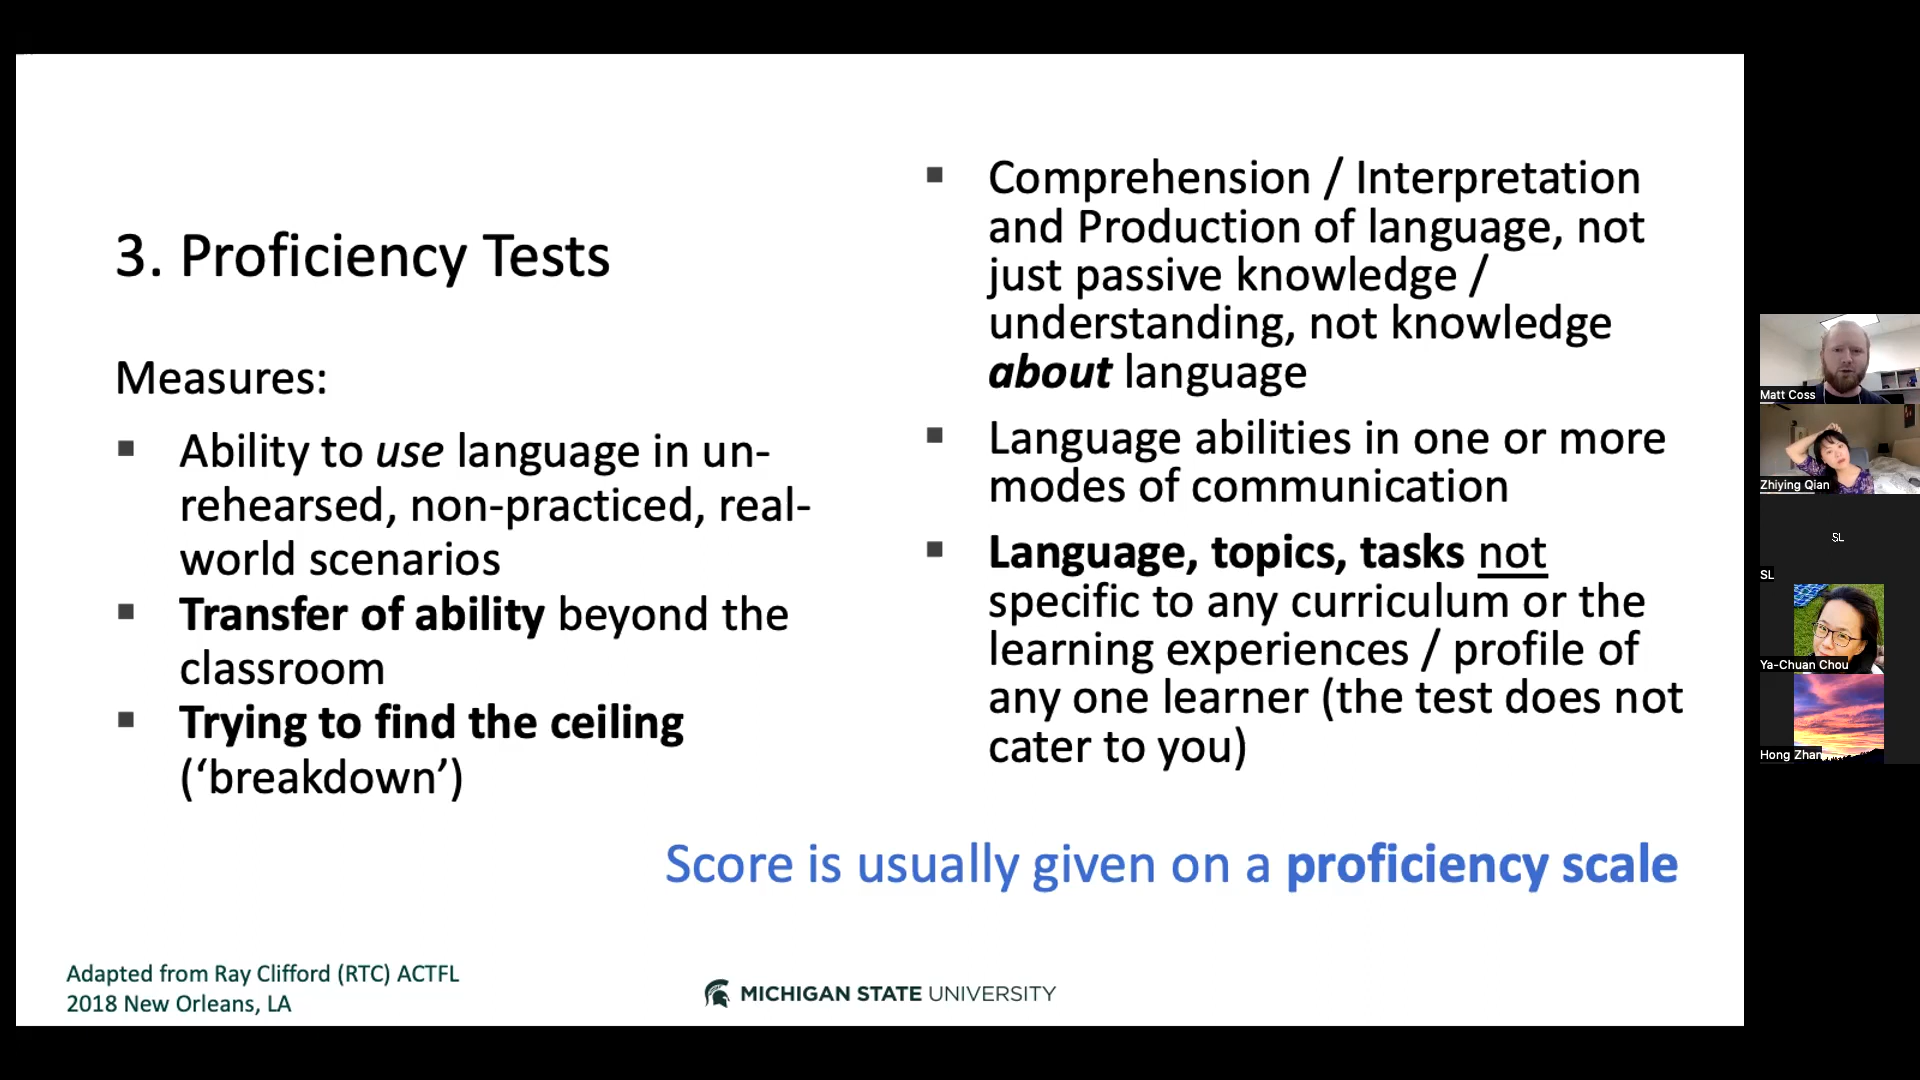 3. Proficiency Tests
Measures:
▪ Ability to use language in un-
rehearsed, non-practiced, real-
world scenarios
▪ Transfer of ability beyond the
classroom
▪ Trying to find the ceiling
(‘breakdown’)
▪ Comprehension / Interpretation
and Production of language, not
just passive knowledge /
understanding, not knowledge
about language
▪ Language abilities in one or more
modes of communication
▪ Language, topics, tasks not
specific to any curriculum or the
learning experiences / profile of
any one learner (the test does not
cater to you)
Score is usually given on a proficiency scale
Adapted from Ray Clifford (RTC) ACTFL
2018 New Orleans, LA
MICHIGAN STATE UNIVERSITY
Matt Coss
Zhiying Qian
SL
SL
Ya-Chuan Chou
Hong Zhan